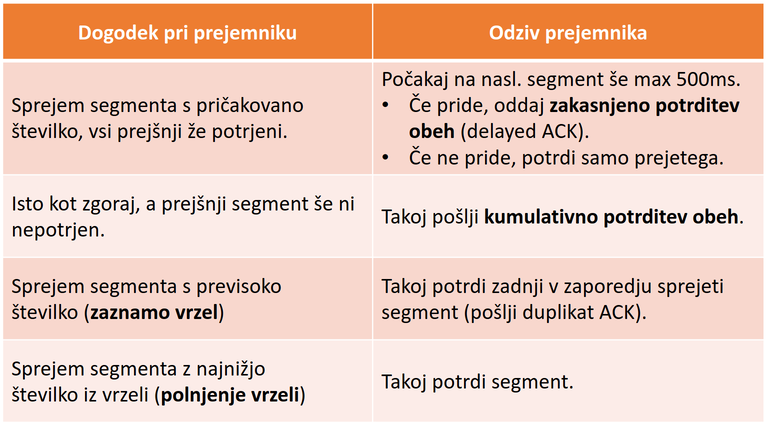 Dogodek pri prejemniku
Odziv prejemnika
Sprejem segmenta s pričakovano
številko, vsi prejšnji že potrjeni.
Počakaj na nasl. segment še max 500ms.
• Če pride, oddaj zakasnjeno potrditev
obeh (delayed ACK).
• Če ne pride, potrdi samo prejetega.
Isto kot zgoraj, a prejšnji segment še ni
nepotrjen.
Takoj pošlji kumulativno potrditev obeh.
Sprejem segmenta s previsoko
številko (zaznamo vrzel)
Takoj potrdi zadnji v zaporedju sprejeti
segment (pošlji duplikat ACK).
Sprejem segmenta z najnižjo
številko iz vrzeli (polnjenje vrzeli)
Takoj potrdi segment.